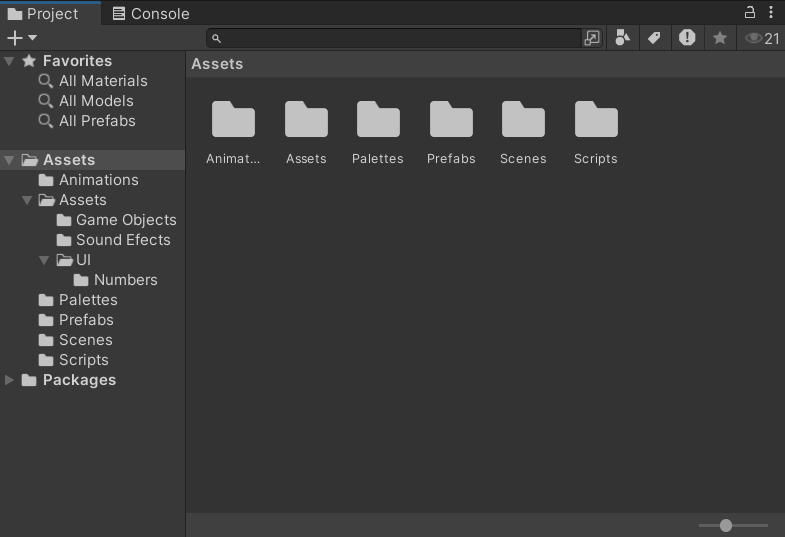 Project
Console
21
Favorites
All Materials
All Models
All Prefabs
Assets
Animations
Assets
Game Objects
Sound Efects
UI
Numbers
Palettes
Prefabs
Scenes
Scripts
Packages
Assets
Animat... Assets Palettes Prefabs Scenes Scripts